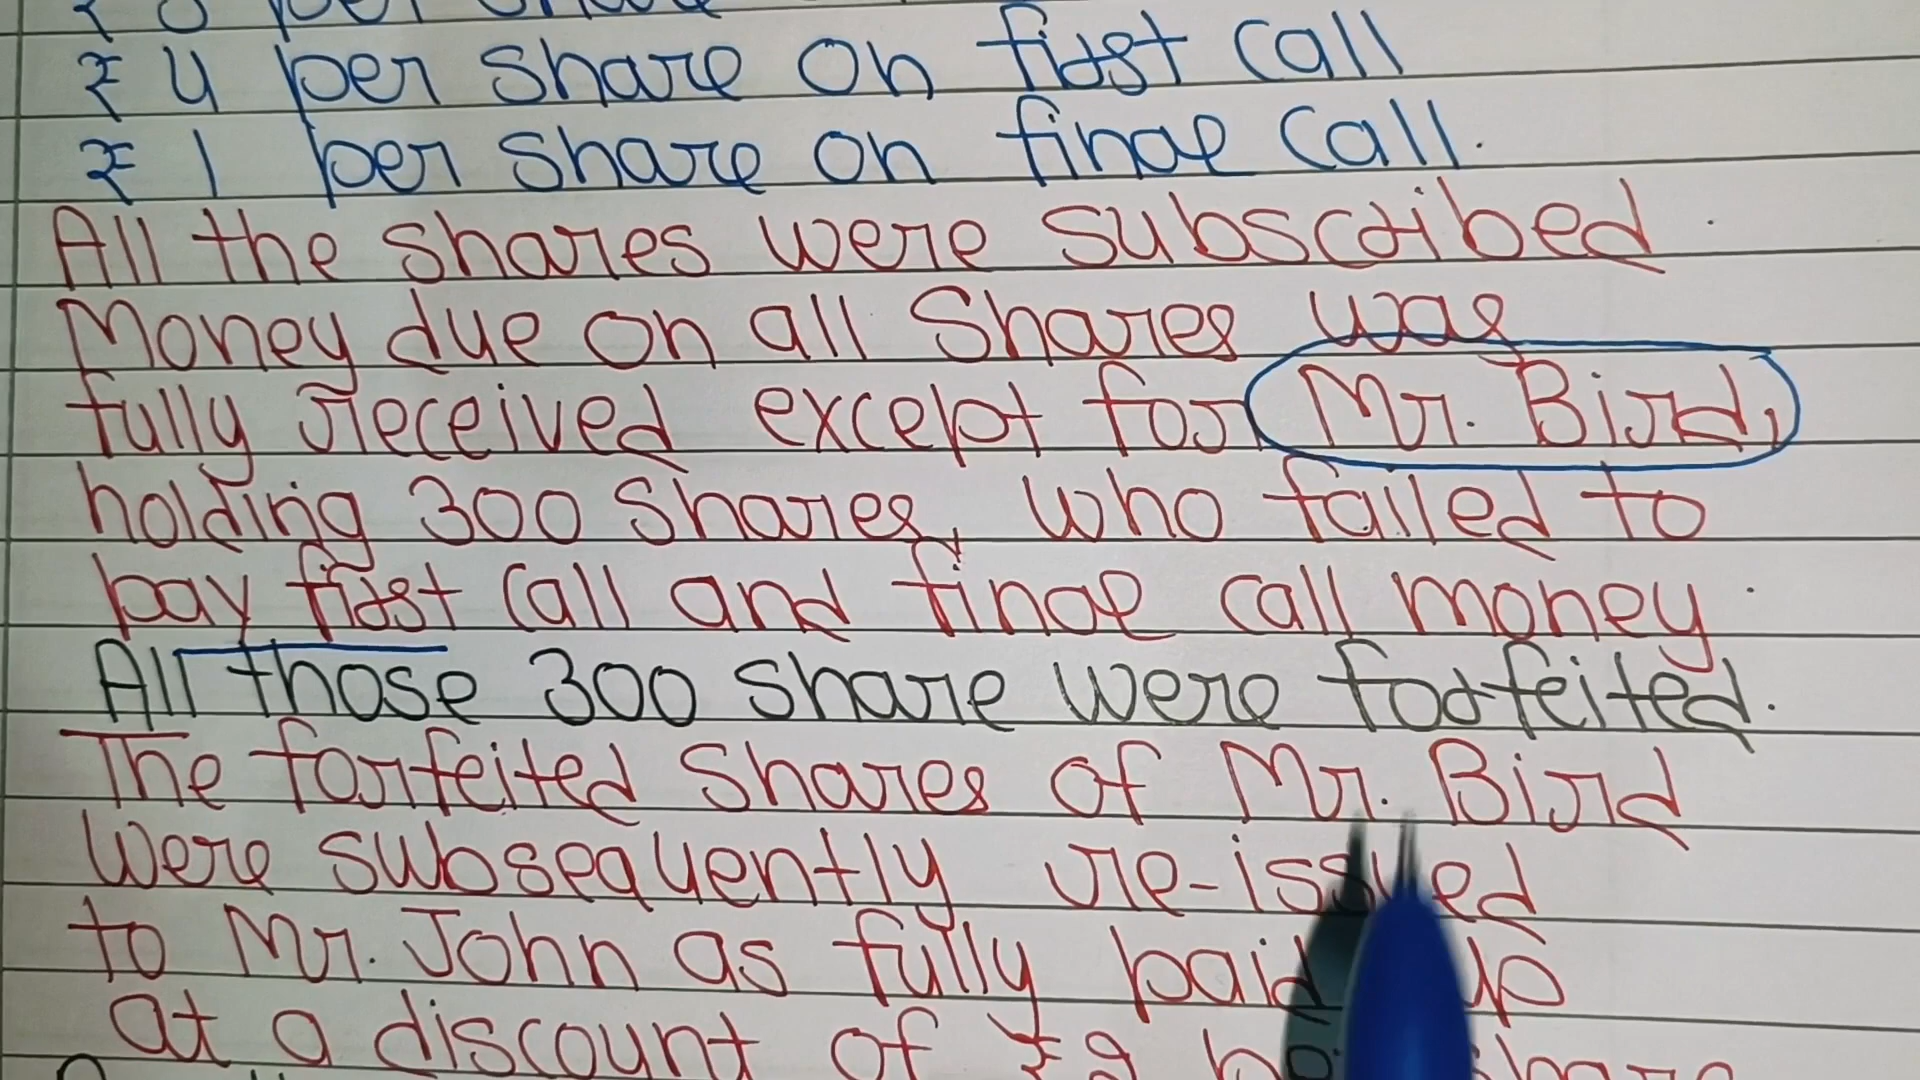 ₹ 4 per share on first call
₹ 1 per share on final call.
All the shares were subscribed.
Money due on all shares was
fully received except for Mr. Bird,
holding 300 shares, who failed to
pay first call and final call money.
All those 300 share were forfeited.
The forfeited shares of Mr. Bird
were subsequently re-issued
to Mr. John as fully paid up
at a discount of